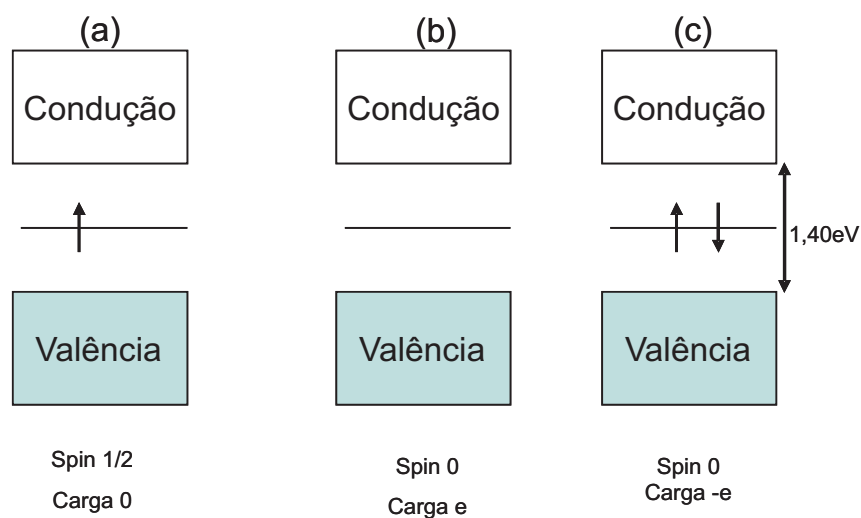 (a)
Condução
Valência
Spin 1/2
Carga 0
(b)
Condução
Valência
Spin 0
Carga e
(c)
Condução
1,40eV
Valência
Spin 0
Carga -e